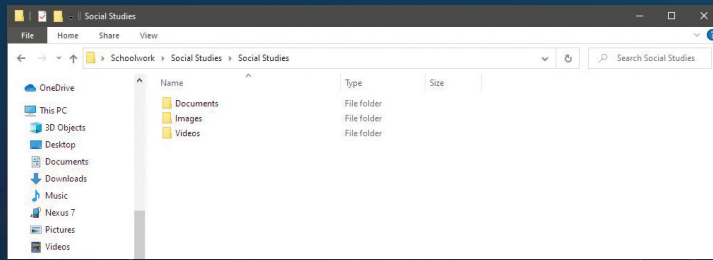 Social Studies
File Home Share View
Schoolwork > Social Studies > Social Studies
Search Social Studies
Name Type Size
OneDrive
This PC
3D Objects
Desktop
Documents
Downloads
Music
Nexus 7
Pictures
Videos
Documents File folder
Images File folder
Videos File folder